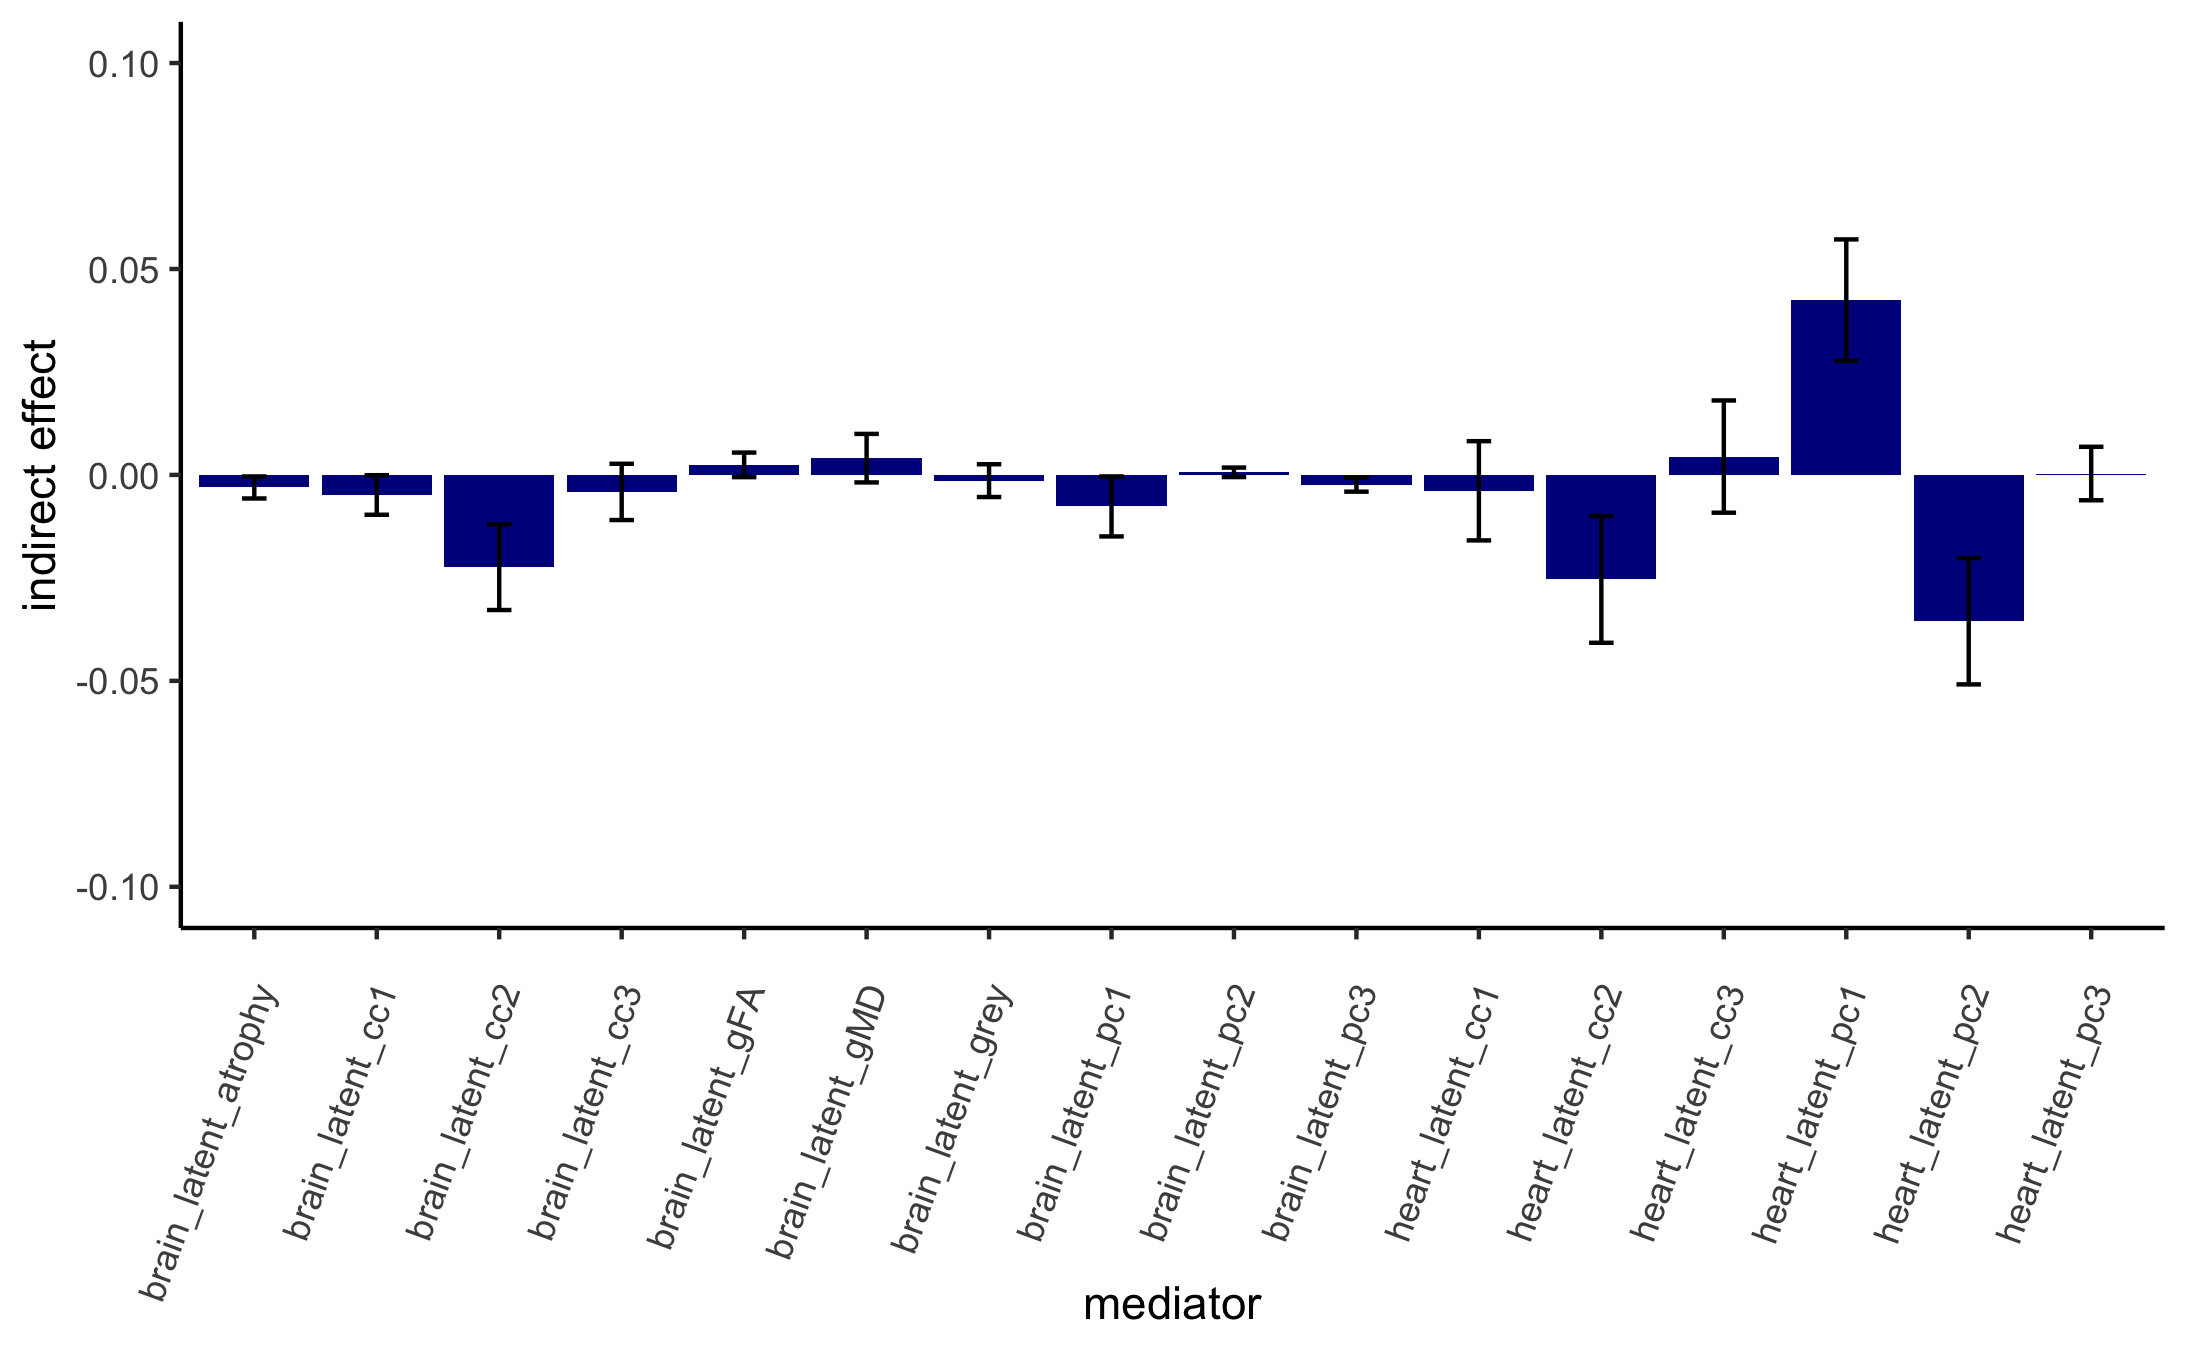 0.10
0.05
0.00
-0.05
-0.10
indirect effect
brain_latent_atrophy
brain_latent_cc1
brain_latent_cc2
brain_latent_cc3
brain_latent_gFA
brain_latent_gMD
brain_latent_grey
brain_latent_pc1
brain_latent_pc2
brain_latent_pc3
heart_latent_cc1
heart_latent_cc2
heart_latent_cc3
heart_latent_pc1
heart_latent_pc2
heart_latent_pc3
mediator